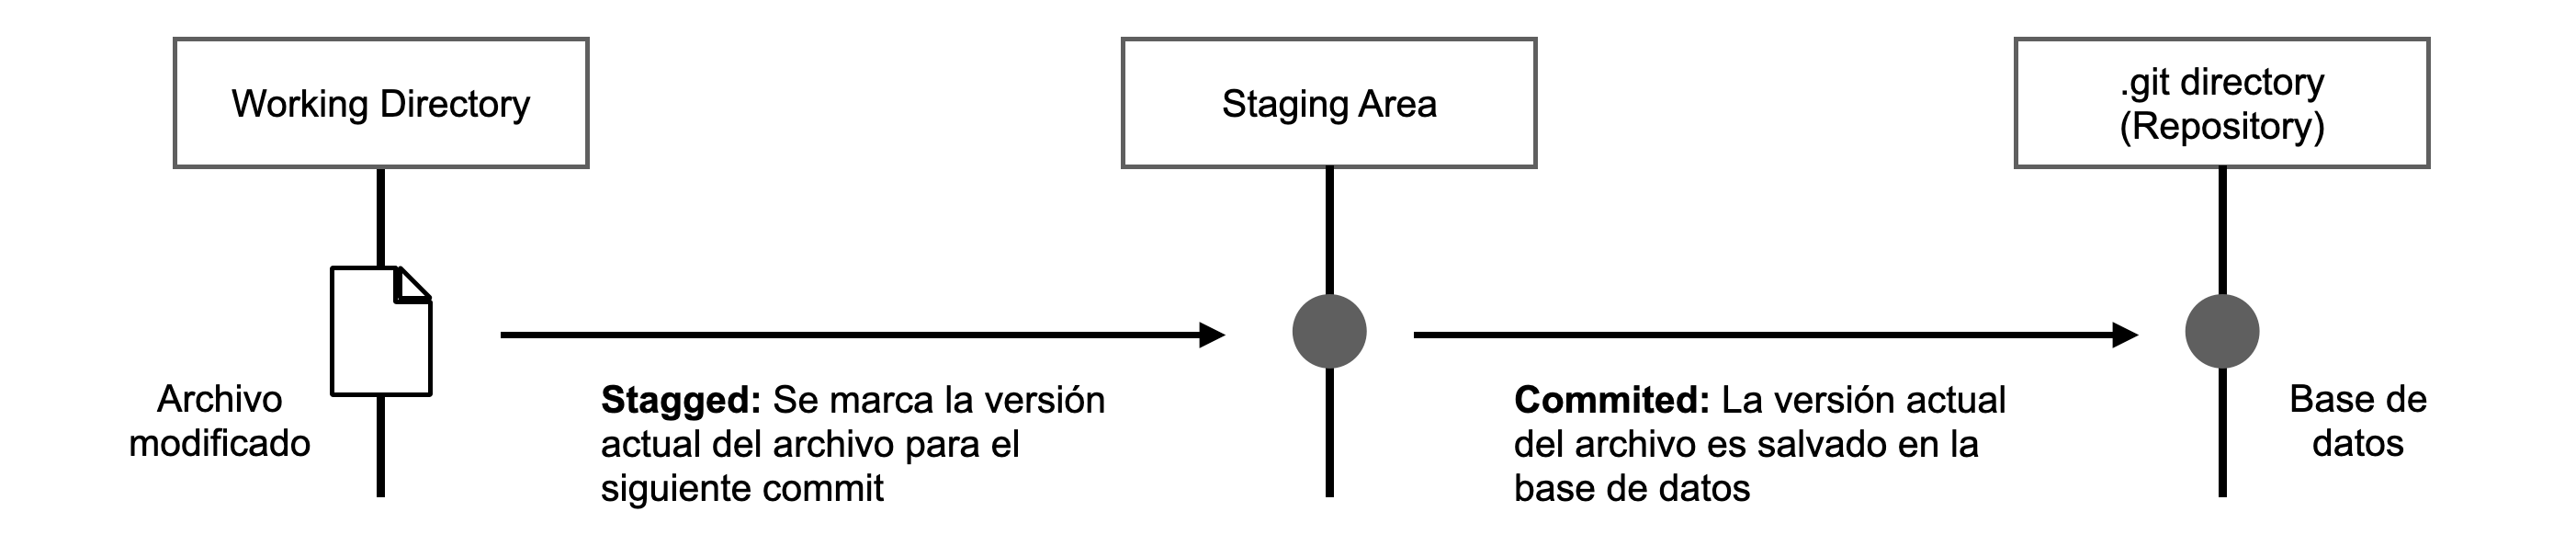 Working Directory
Staging Area
.git directory
(Repository)
Archivo
modificado
Stagged: Se marca la versión
actual del archivo para el
siguiente commit
Commited: La versión actual
del archivo es salvado en la
base de datos
Base de
datos